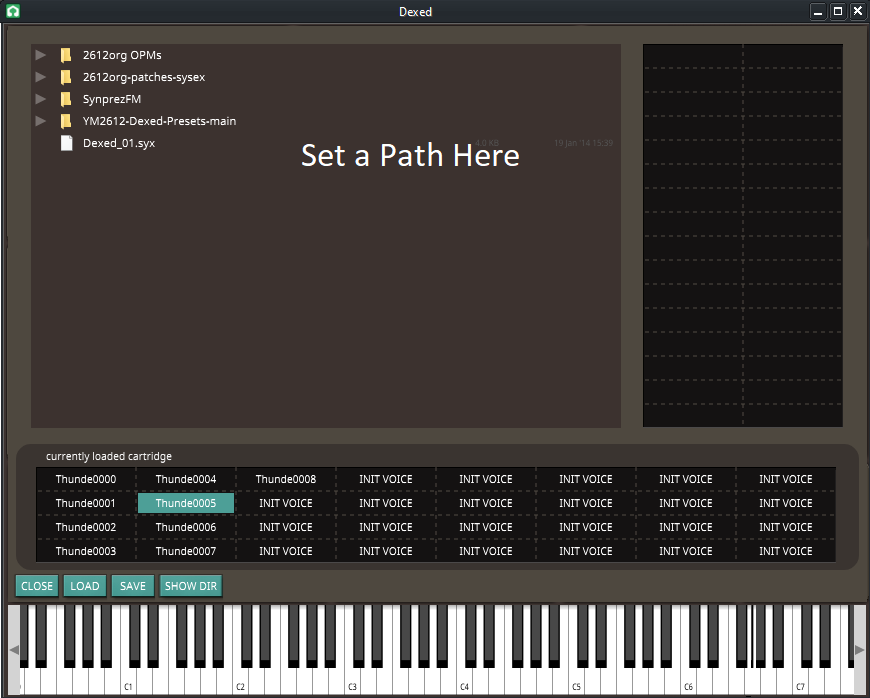 Dexed
2612org OPMs
2612org-patches-sysex
SynprezFM
YM2612-Dexed-Presets-main
Dexed_01.syx 4.0 KB 19 Jan '14 15:39
Set a Path Here
currently loaded cartridge
Thunde0000 Thunde0004 Thunde0008 INIT VOICE INIT VOICE INIT VOICE INIT VOICE INIT VOICE
Thunde0001 Thunde0005 INIT VOICE INIT VOICE INIT VOICE INIT VOICE INIT VOICE INIT VOICE
Thunde0002 Thunde0006 INIT VOICE INIT VOICE INIT VOICE INIT VOICE INIT VOICE INIT VOICE
Thunde0003 Thunde0007 INIT VOICE INIT VOICE INIT VOICE INIT VOICE INIT VOICE INIT VOICE
CLOSE LOAD SAVE SHOW DIR
C1 C2 C3 C4 C5 C6 C7